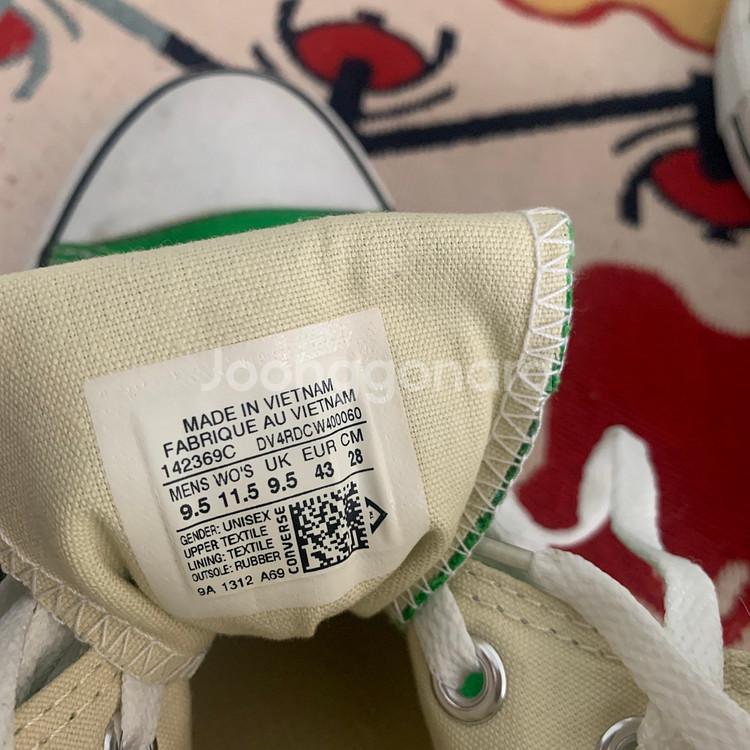 Joonagonan
MADE IN VIETNAM
FABRIQUE AU VIETNAM
142369C DV4RDCW400060
MENS WO'S UK EUR CM
9.5 11.5 9.5 43 28
GENDER: UNISEX
UPPER TEXTILE
LINING: TEXTILE
OUTSOLE: RUBBER
9A 1312 A69
CONVERSE